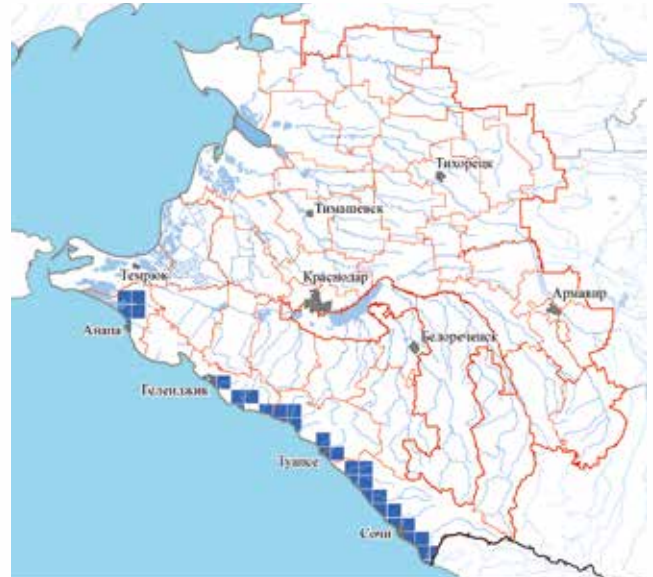 Тихорецк
Тимашевск
Темрюк
Краснодар
Армавир
Анапа
Белореченск
Геленджик
Туапсе
Сочи